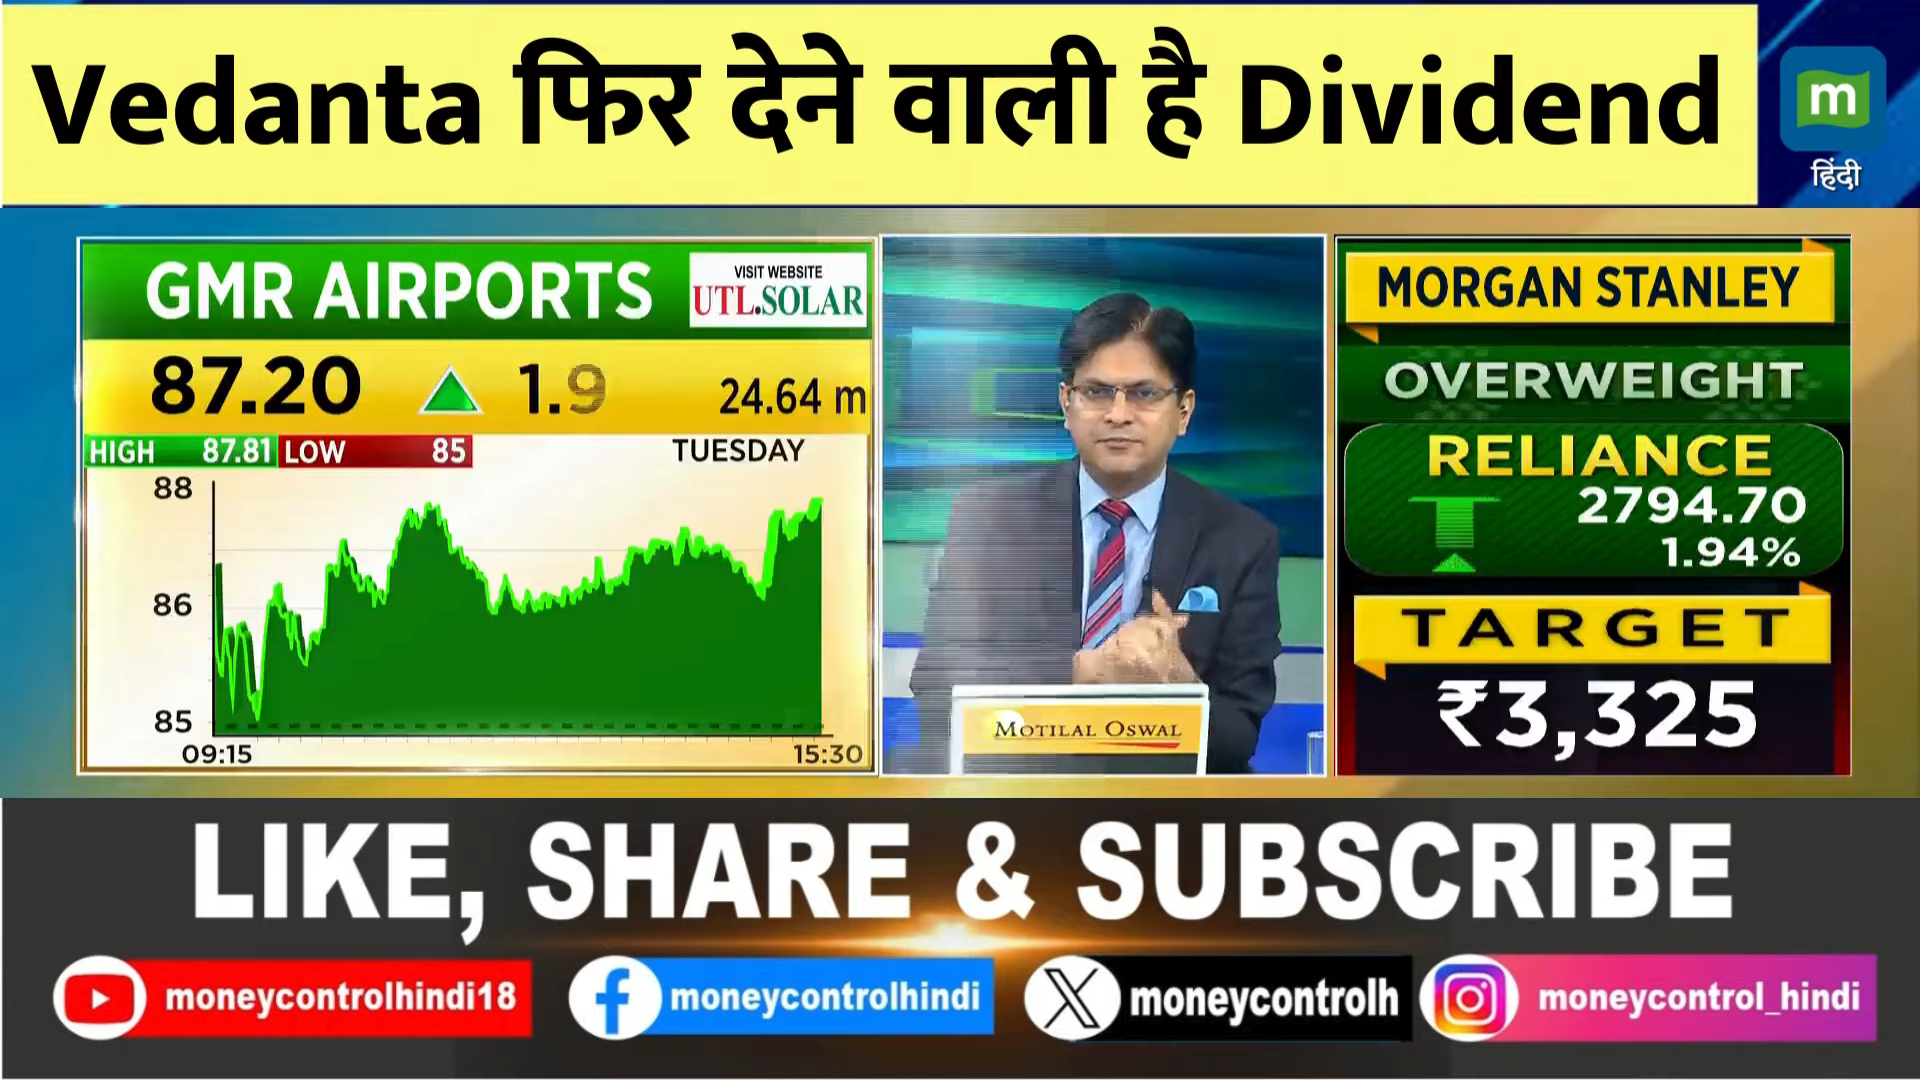 Vedanta फिर देने वाली है Dividend
m
हिंदी
GMR AIRPORTS
VISIT WEBSITE
UTL.SOLAR
87.20 1.9 24.64 m
HIGH 87.81 LOW 85 TUESDAY
88
86
85
09:15 15:30
MOTILAL OSWAL
MORGAN STANLEY
OVERWEIGHT
RELIANCE
2794.70
1.94%
TARGET
₹3,325
LIKE, SHARE & SUBSCRIBE
moneycontrolhindi18
moneycontrolhindi
moneycontrolh
moneycontrol_hindi